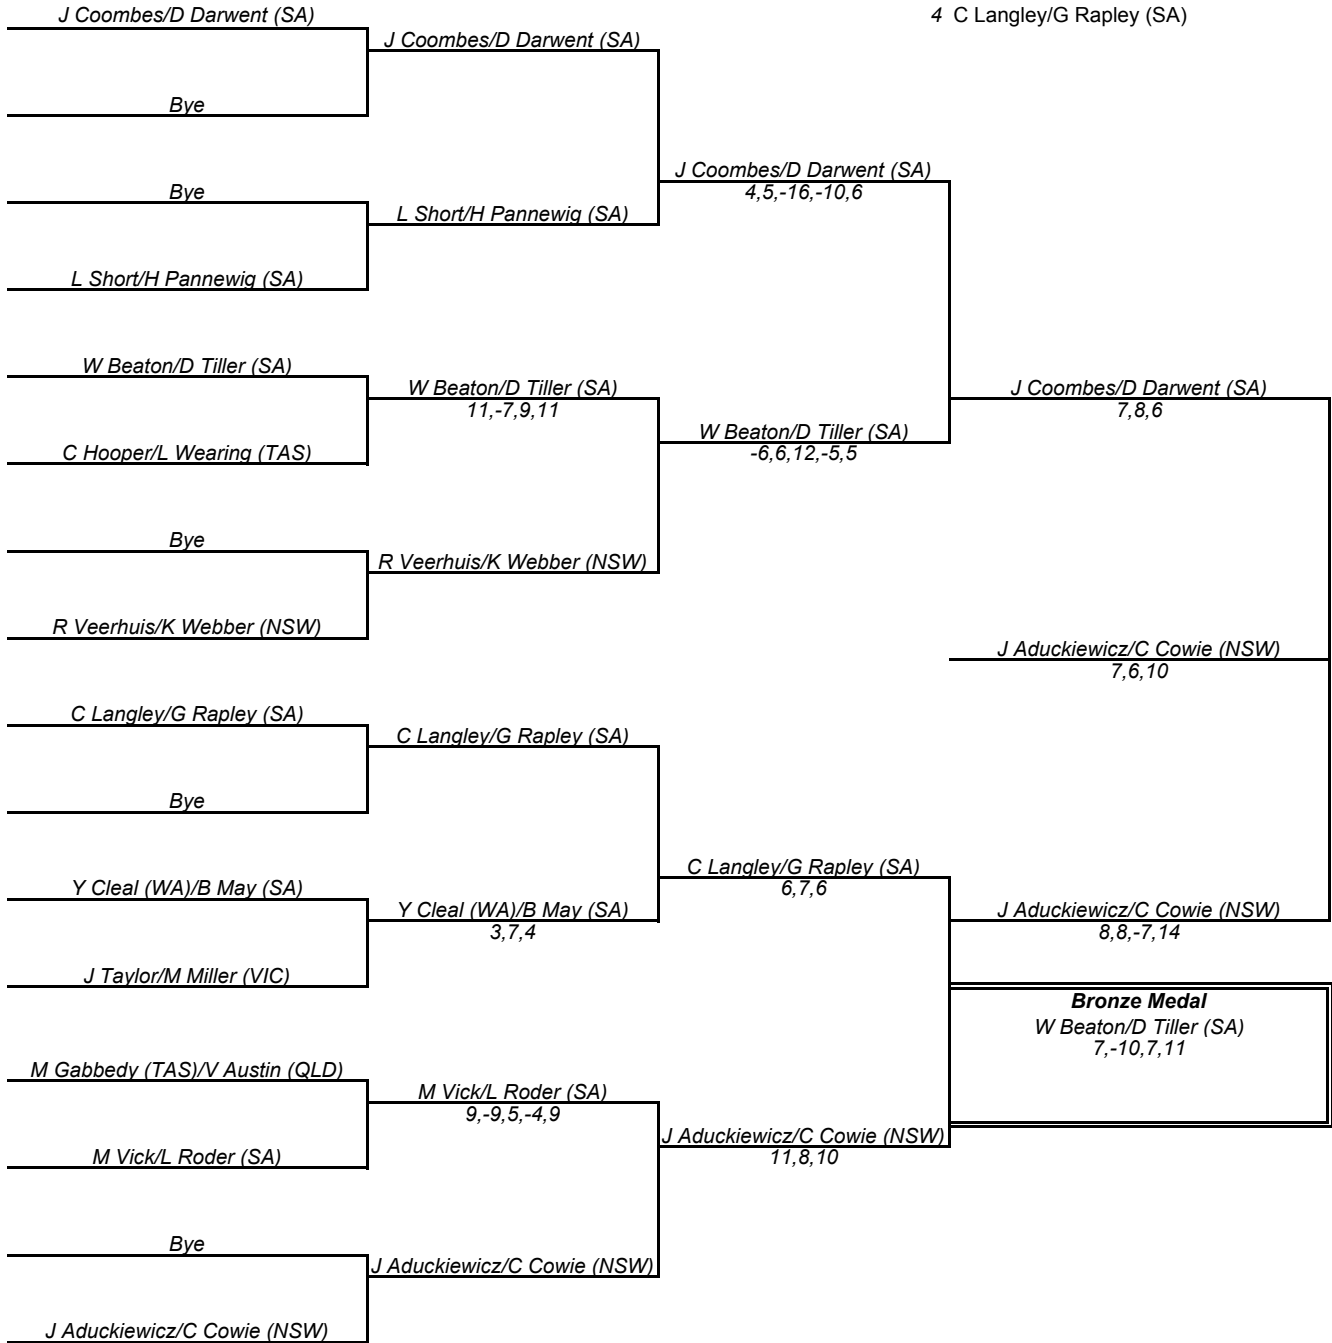 J Coombes/D Darwent (SA)
4 C Langley/G Rapley (SA)
J Coombes/D Darwent (SA)
Bye
J Coombes/D Darwent (SA)
4,5,-16,-10,6
Bye
L Short/H Pannewig (SA)
L Short/H Pannewig (SA)
W Beaton/D Tiller (SA)
W Beaton/D Tiller (SA)
11,-7,9,11
J Coombes/D Darwent (SA)
7,8,6
W Beaton/D Tiller (SA)
-6,6,12,-5,5
C Hooper/L Wearing (TAS)
Bye
R Veerhuis/K Webber (NSW)
R Veerhuis/K Webber (NSW)
J Aduckiewicz/C Cowie (NSW)
7,6,10
C Langley/G Rapley (SA)
C Langley/G Rapley (SA)
Bye
C Langley/G Rapley (SA)
6,7,6
Y Cleal (WA)/B May (SA)
Y Cleal (WA)/B May (SA)
3,7,4
J Aduckiewicz/C Cowie (NSW)
8,8,-7,14
J Taylor/M Miller (VIC)
Bronze Medal
W Beaton/D Tiller (SA)
7,-10,7,11
M Gabbedy (TAS)/V Austin (QLD)
M Vick/L Roder (SA)
9,-9,5,-4,9
J Aduckiewicz/C Cowie (NSW)
11,8,10
M Vick/L Roder (SA)
Bye
J Aduckiewicz/C Cowie (NSW)
J Aduckiewicz/C Cowie (NSW)